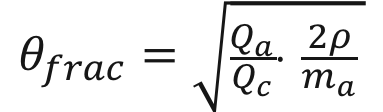 θ_frac = √(Q_a/Q_c · 2ρ/m_a)